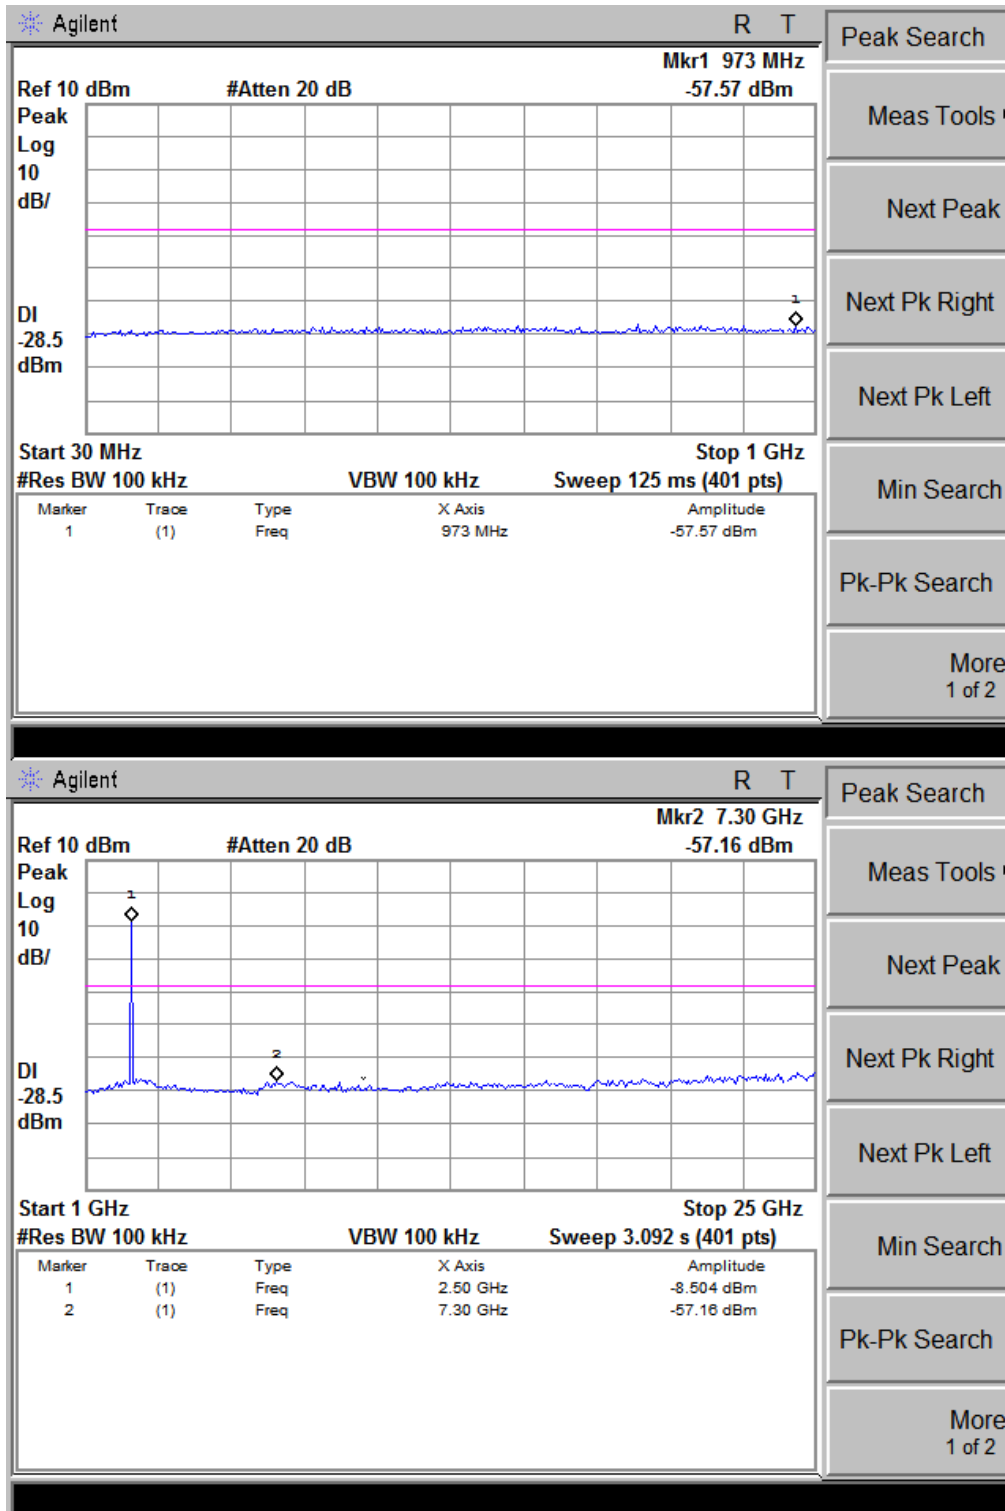 Agilent R T
Peak Search
Mkr1 973 MHz
Ref 10 dBm #Atten 20 dB -57.57 dBm
Peak
Log
10
dB/
1
DI
-28.5
dBm
Start 30 MHz Stop 1 GHz
#Res BW 100 kHz VBW 100 kHz Sweep 125 ms (401 pts)
Marker Trace Type X Axis Amplitude
1 (1) Freq 973 MHz -57.57 dBm
Meas Tools
Next Peak
Next Pk Right
Next Pk Left
Min Search
Pk-Pk Search
More
1 of 2
Agilent R T
Peak Search
Mkr2 7.30 GHz
Ref 10 dBm #Atten 20 dB -57.16 dBm
Peak
Log
10
dB/
1
2
DI
-28.5
dBm
Start 1 GHz Stop 25 GHz
#Res BW 100 kHz VBW 100 kHz Sweep 3.092 s (401 pts)
Marker Trace Type X Axis Amplitude
1 (1) Freq 2.50 GHz -8.504 dBm
2 (1) Freq 7.30 GHz -57.16 dBm
Meas Tools
Next Peak
Next Pk Right
Next Pk Left
Min Search
Pk-Pk Search
More
1 of 2